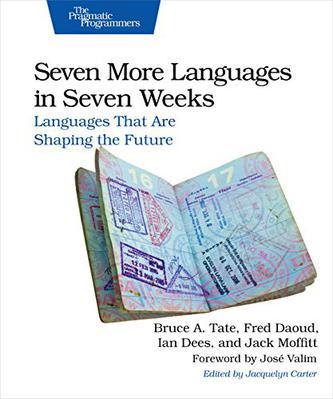 The
Pragmatic
Programmers
Seven More Languages
in Seven Weeks
Languages That Are
Shaping the Future
16
17
Bruce A. Tate, Fred Daoud,
Ian Dees, and Jack Moffitt
Foreword by José Valim
Edited by Jacquelyn Carter